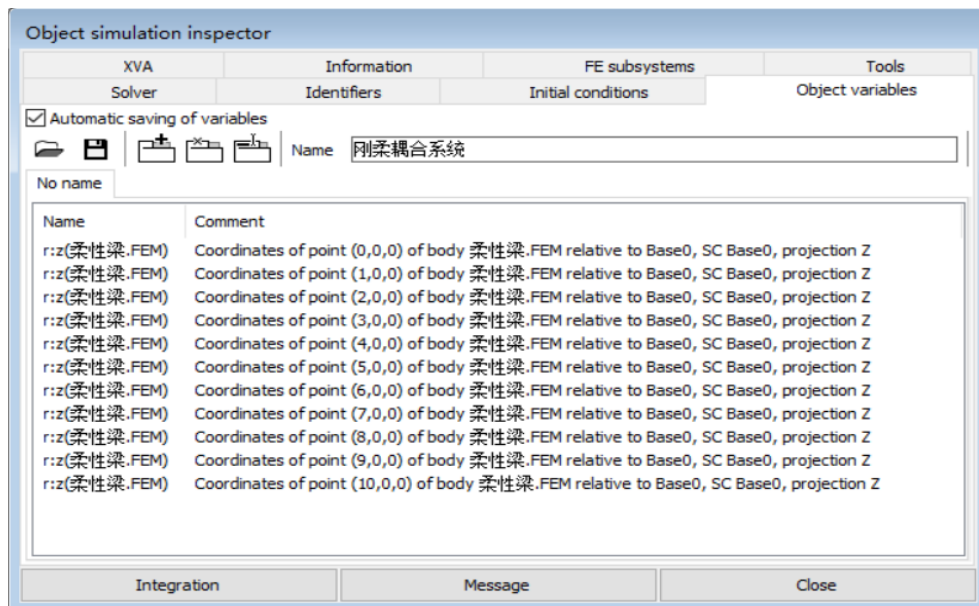 Object simulation inspector
XVA Information FE subsystems Tools
Solver Identifiers Initial conditions Object variables
Automatic saving of variables
Name 刚柔耦合系统
No name
Name Comment
r:z(柔性梁.FEM) Coordinates of point (0,0,0) of body 柔性梁.FEM relative to Base0, SC Base0, projection Z
r:z(柔性梁.FEM) Coordinates of point (1,0,0) of body 柔性梁.FEM relative to Base0, SC Base0, projection Z
r:z(柔性梁.FEM) Coordinates of point (2,0,0) of body 柔性梁.FEM relative to Base0, SC Base0, projection Z
r:z(柔性梁.FEM) Coordinates of point (3,0,0) of body 柔性梁.FEM relative to Base0, SC Base0, projection Z
r:z(柔性梁.FEM) Coordinates of point (4,0,0) of body 柔性梁.FEM relative to Base0, SC Base0, projection Z
r:z(柔性梁.FEM) Coordinates of point (5,0,0) of body 柔性梁.FEM relative to Base0, SC Base0, projection Z
r:z(柔性梁.FEM) Coordinates of point (6,0,0) of body 柔性梁.FEM relative to Base0, SC Base0, projection Z
r:z(柔性梁.FEM) Coordinates of point (7,0,0) of body 柔性梁.FEM relative to Base0, SC Base0, projection Z
r:z(柔性梁.FEM) Coordinates of point (8,0,0) of body 柔性梁.FEM relative to Base0, SC Base0, projection Z
r:z(柔性梁.FEM) Coordinates of point (9,0,0) of body 柔性梁.FEM relative to Base0, SC Base0, projection Z
r:z(柔性梁.FEM) Coordinates of point (10,0,0) of body 柔性梁.FEM relative to Base0, SC Base0, projection Z
Integration Message Close